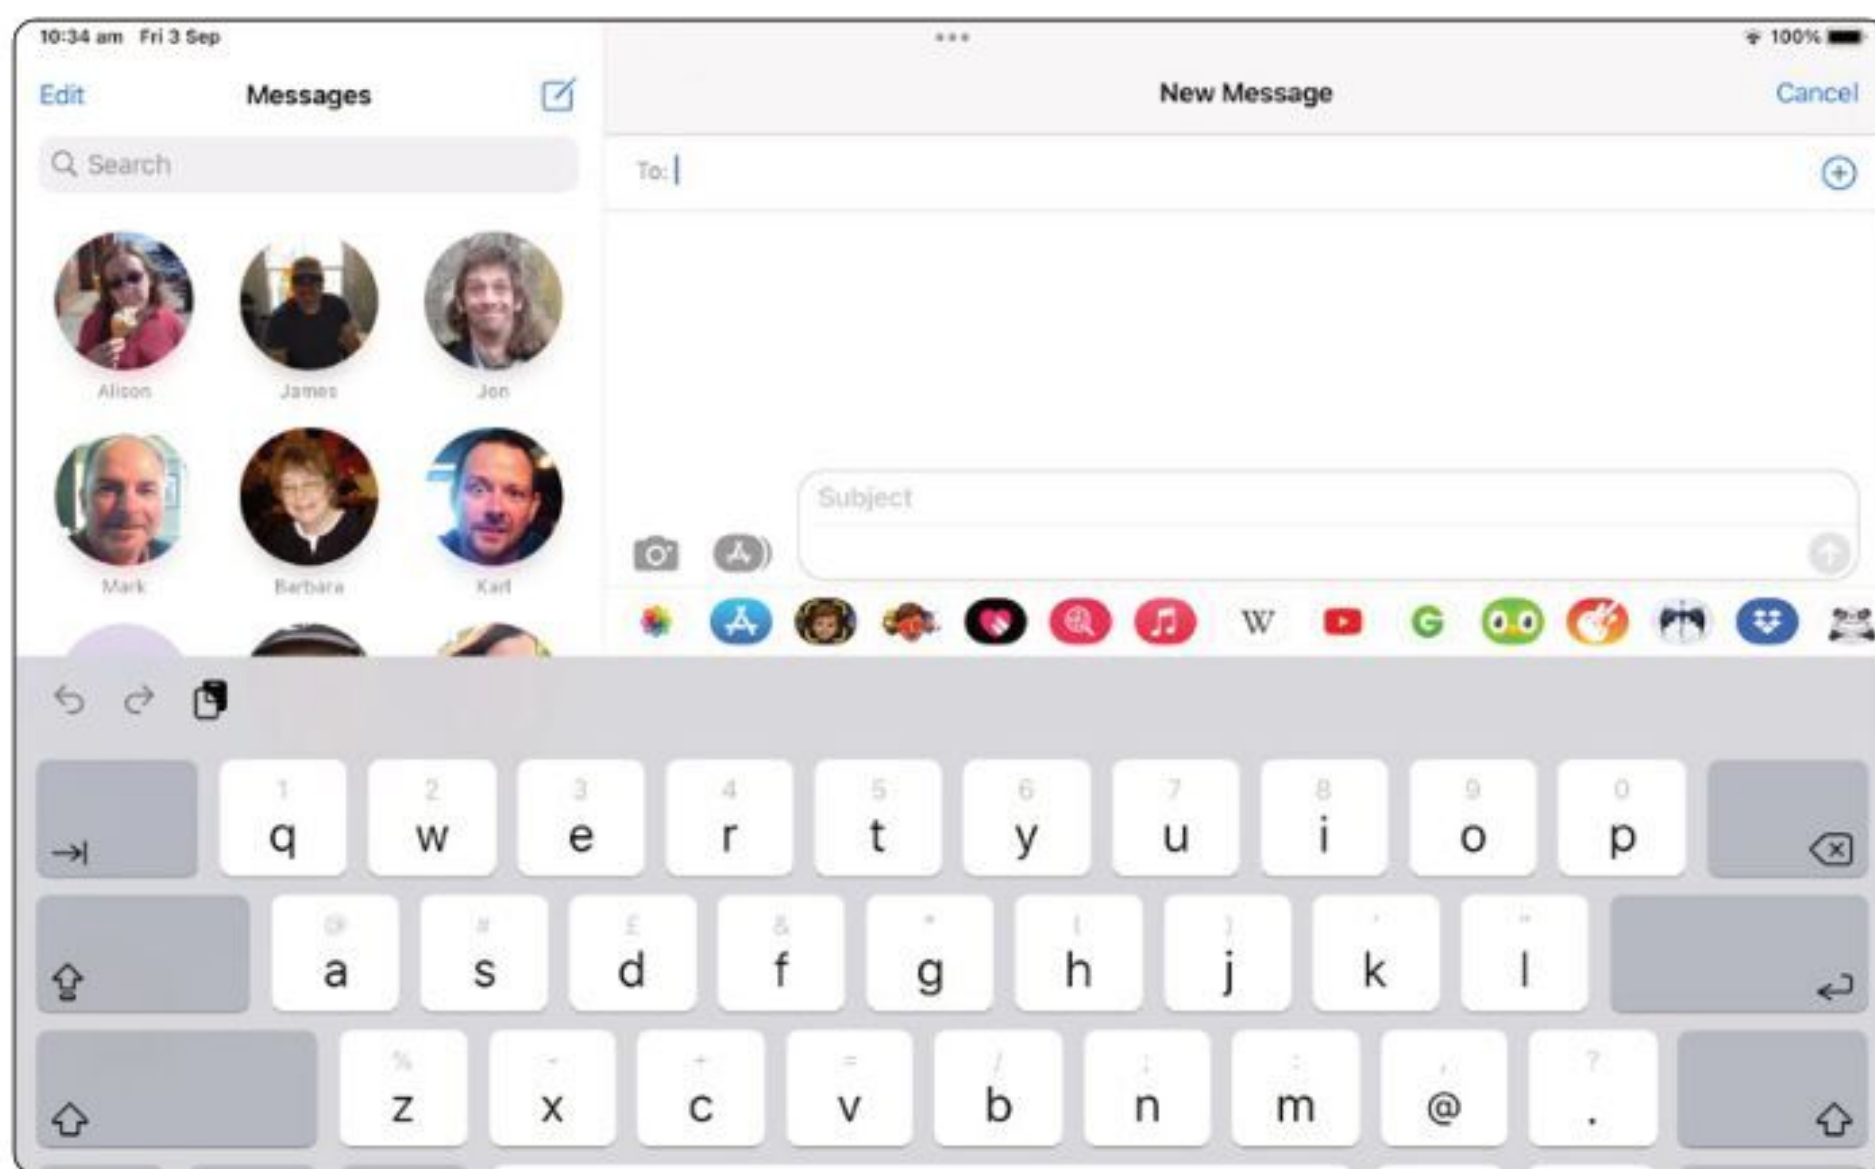 10:34 am Fri 3 Sep
100%
Edit
Messages
New Message
Cancel
Search
To:
Alison
James
Jon
Subject
Mark
Barbara
Karl
W
G
1 2 3 4 5 6 7 8 9 0
q w e r t y u i o p
@ # £ & * ( ) ' "
a s d f g h j k l
% - + = / ; : , ?
z x c v b n m @ .